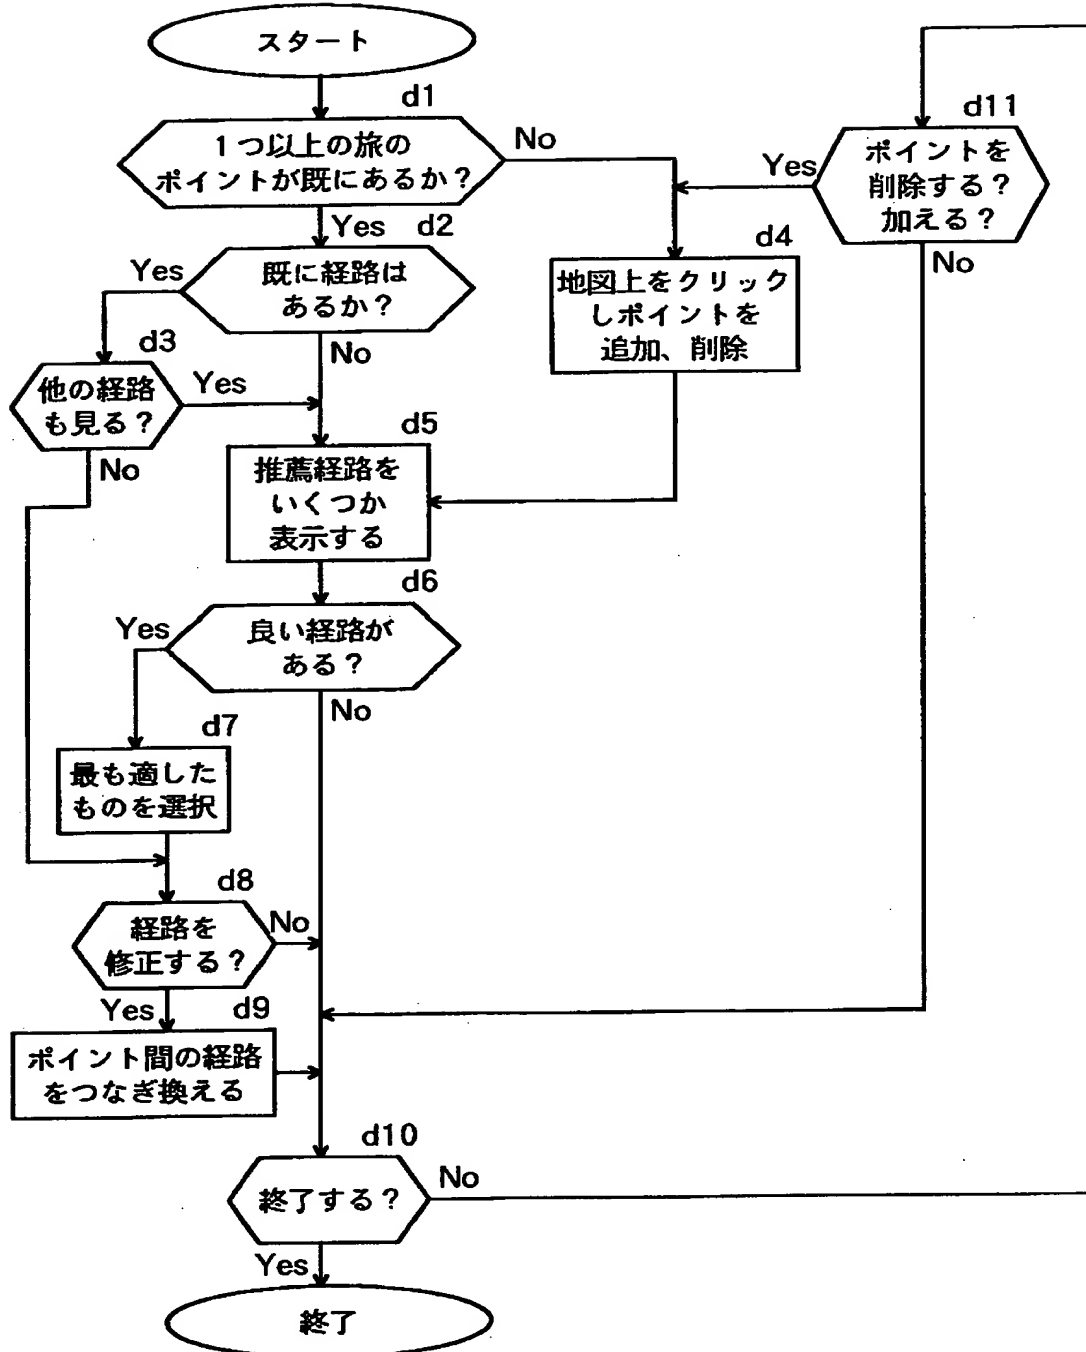 スタート
d1
1つ以上の旅の
ポイントが既にあるか?
No
Yes
d2
既に経路は
あるか?
Yes
No
d3
他の経路
も見る?
Yes
No
d11
ポイントを
削除する?
加える?
Yes
No
d4
地図上をクリック
しポイントを
追加、削除
d5
推薦経路を
いくつか
表示する
d6
良い経路が
ある?
Yes
No
d7
最も適した
ものを選択
d8
経路を
修正する?
No
Yes
d9
ポイント間の経路
をつなぎ換える
d10
終了する?
No
Yes
終了